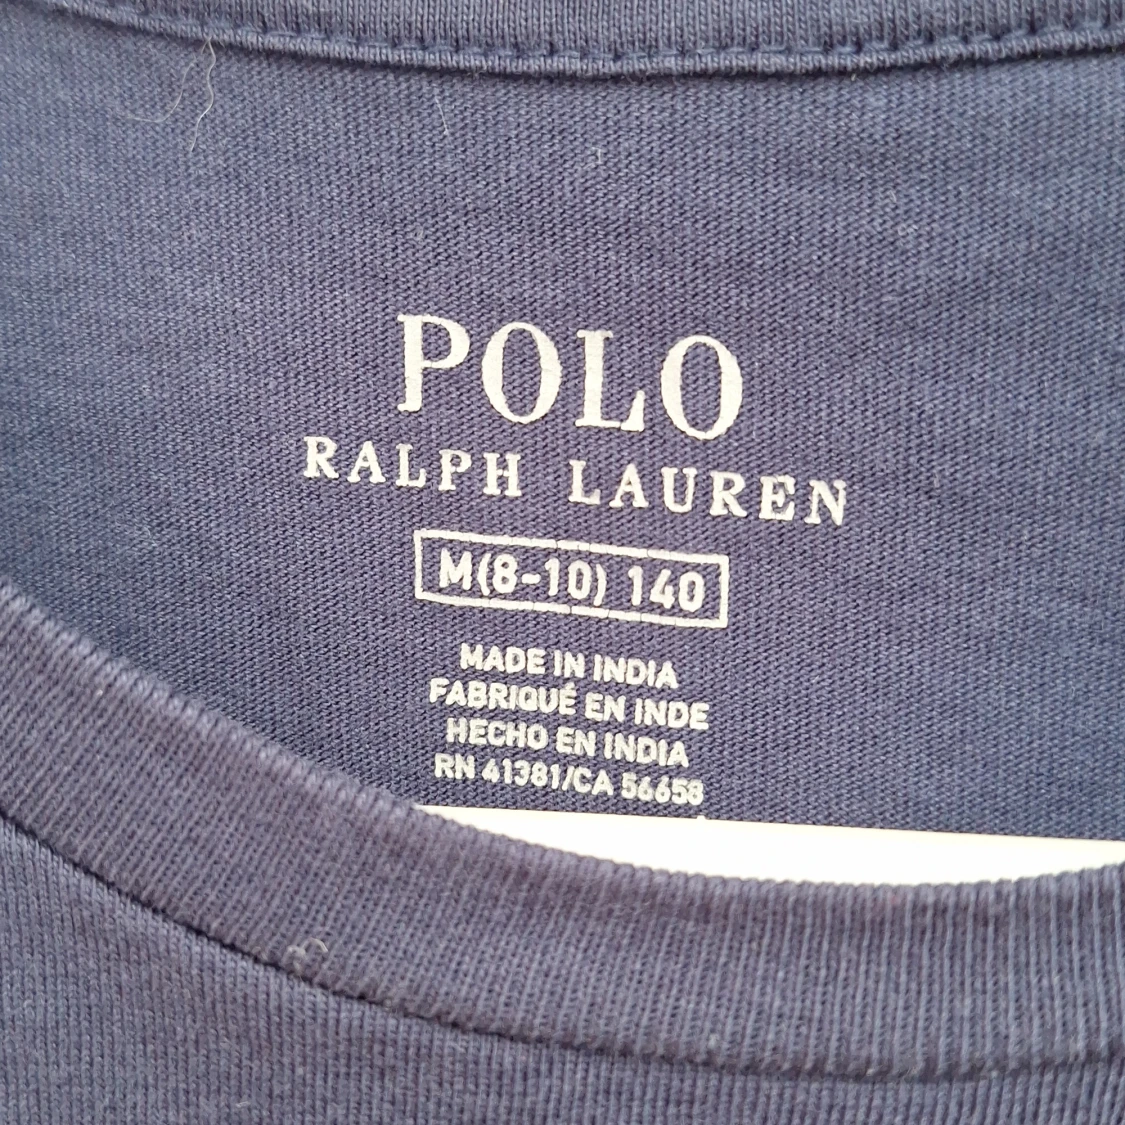 POLO
RALPH LAUREN
M(8-10) 140
MADE IN INDIA
FABRIQUÉ EN INDE
HECHO EN INDIA
RN 41381/CA 56658